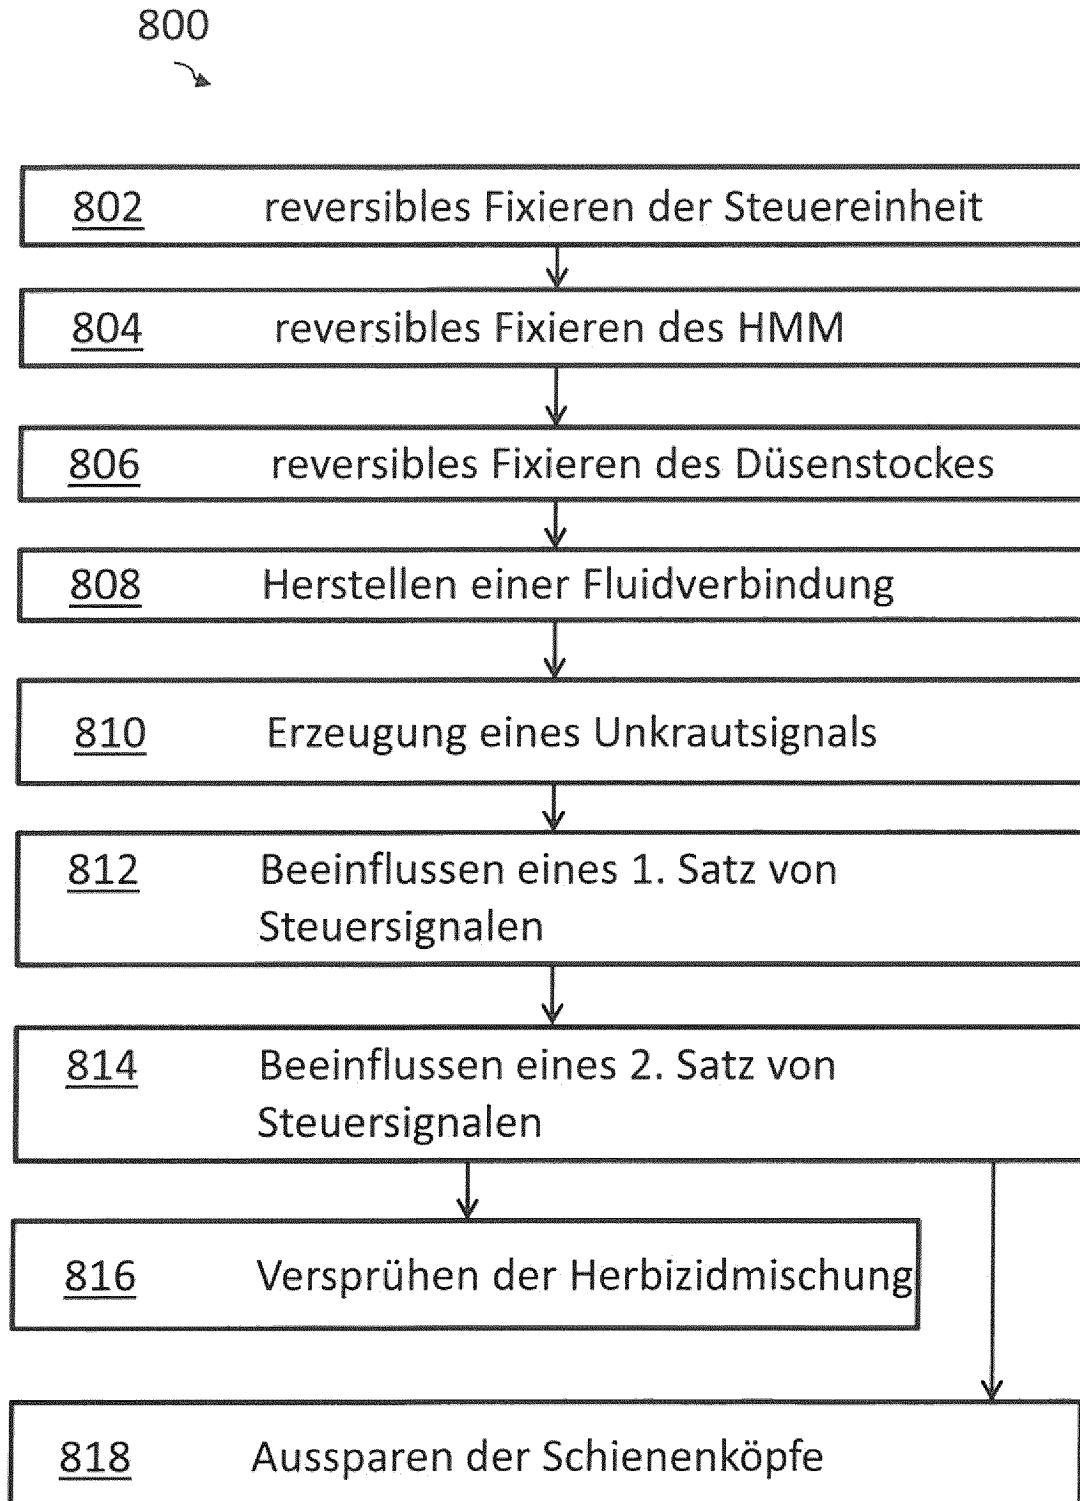 800
802 reversibles Fixieren der Steuereinheit
804 reversibles Fixieren des HMM
806 reversibles Fixieren des Düsenstockes
808 Herstellen einer Fluidverbindung
810 Erzeugung eines Unkrautsignals
812 Beeinflussen eines 1. Satz von
Steuersignalen
814 Beeinflussen eines 2. Satz von
Steuersignalen
816 Versprühen der Herbizidmischung
818 Aussparen der Schienenköpfe